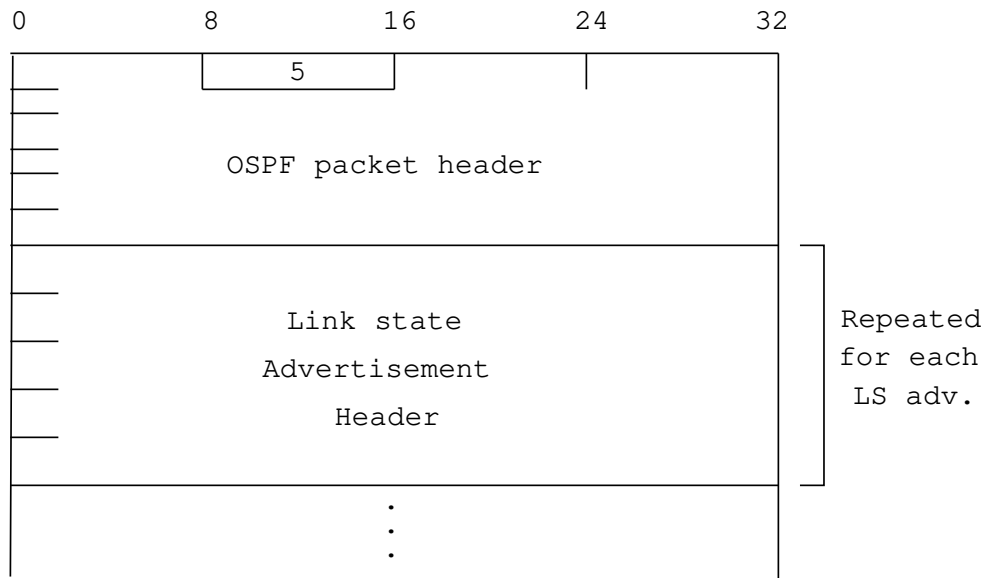 0 8 16 24 32
5
OSPF packet header
Link state
Advertisement
Header
Repeated
for each
LS adv.
.
.
.